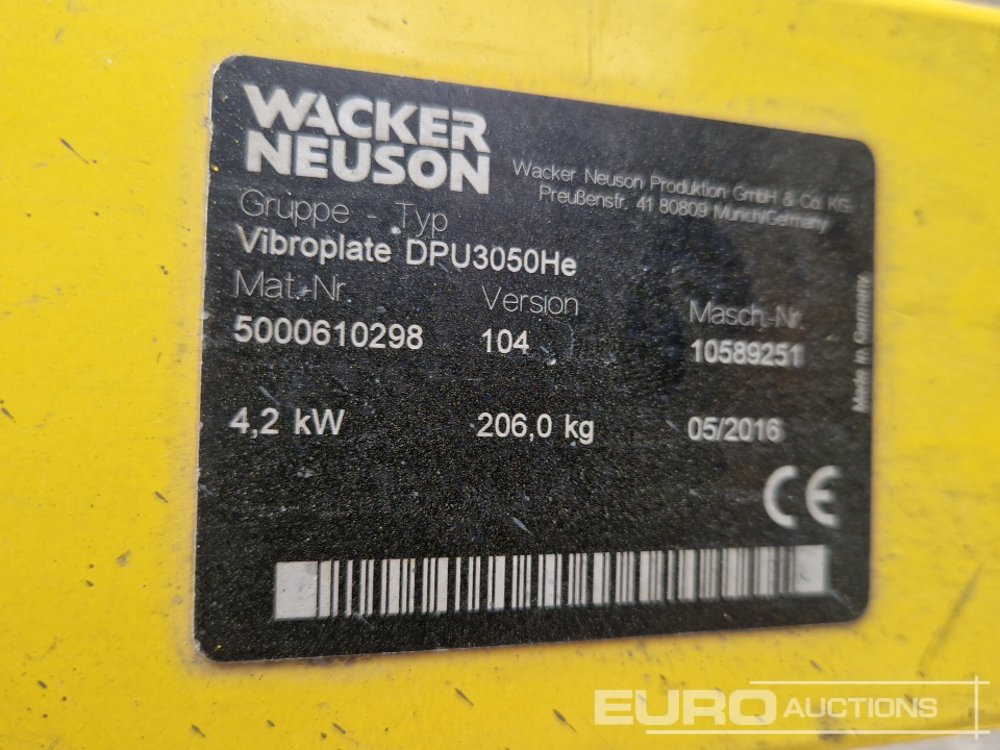 WACKER
NEUSON
Wacker Neuson Produktion GmbH & Co. KG
Preußenstr. 41 80809 Munich/Germany
Gruppe - Typ
Vibroplate DPU3050He
Mat.-Nr. Version Masch.-Nr.
5000610298 104 10589251
4,2 kW 206,0 kg 05/2016
Made in Germany
CE
EURO AUCTIONS